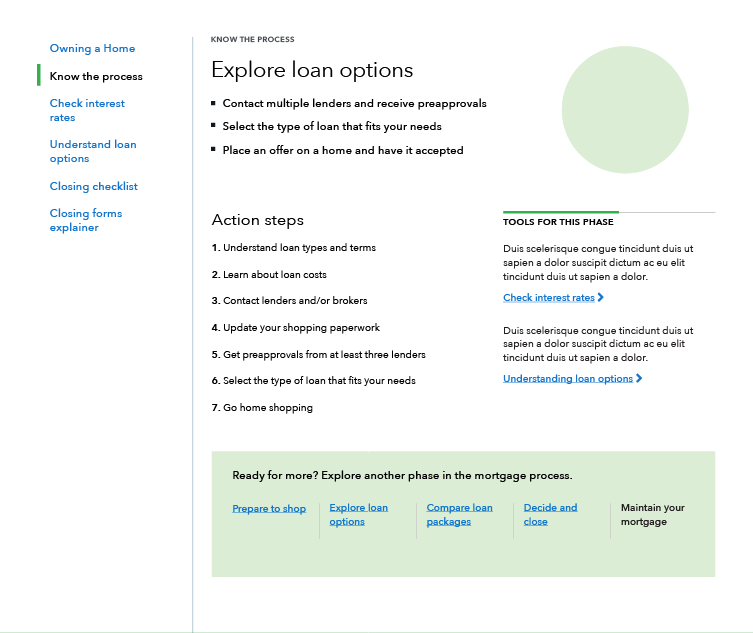 Owning a Home
Know the process
Check interest
rates
Understand loan
options
Closing checklist
Closing forms
explainer
KNOW THE PROCESS
Explore loan options
Contact multiple lenders and receive preapprovals
Select the type of loan that fits your needs
Place an offer on a home and have it accepted
Action steps
1. Understand loan types and terms
2. Learn about loan costs
3. Contact lenders and/or brokers
4. Update your shopping paperwork
5. Get preapprovals from at least three lenders
6. Select the type of loan that fits your needs
7. Go home shopping
TOOLS FOR THIS PHASE
Duis scelerisque congue tincidunt duis ut
sapien a dolor suscipit dictum ac eu elit
tincidunt duis ut sapien a dolor.
Check interest rates
Duis scelerisque congue tincidunt duis ut
sapien a dolor suscipit dictum ac eu elit
tincidunt duis ut sapien a dolor.
Understanding loan options
Ready for more? Explore another phase in the mortgage process.
Prepare to shop
Explore loan
options
Compare loan
packages
Decide and
close
Maintain your
mortgage